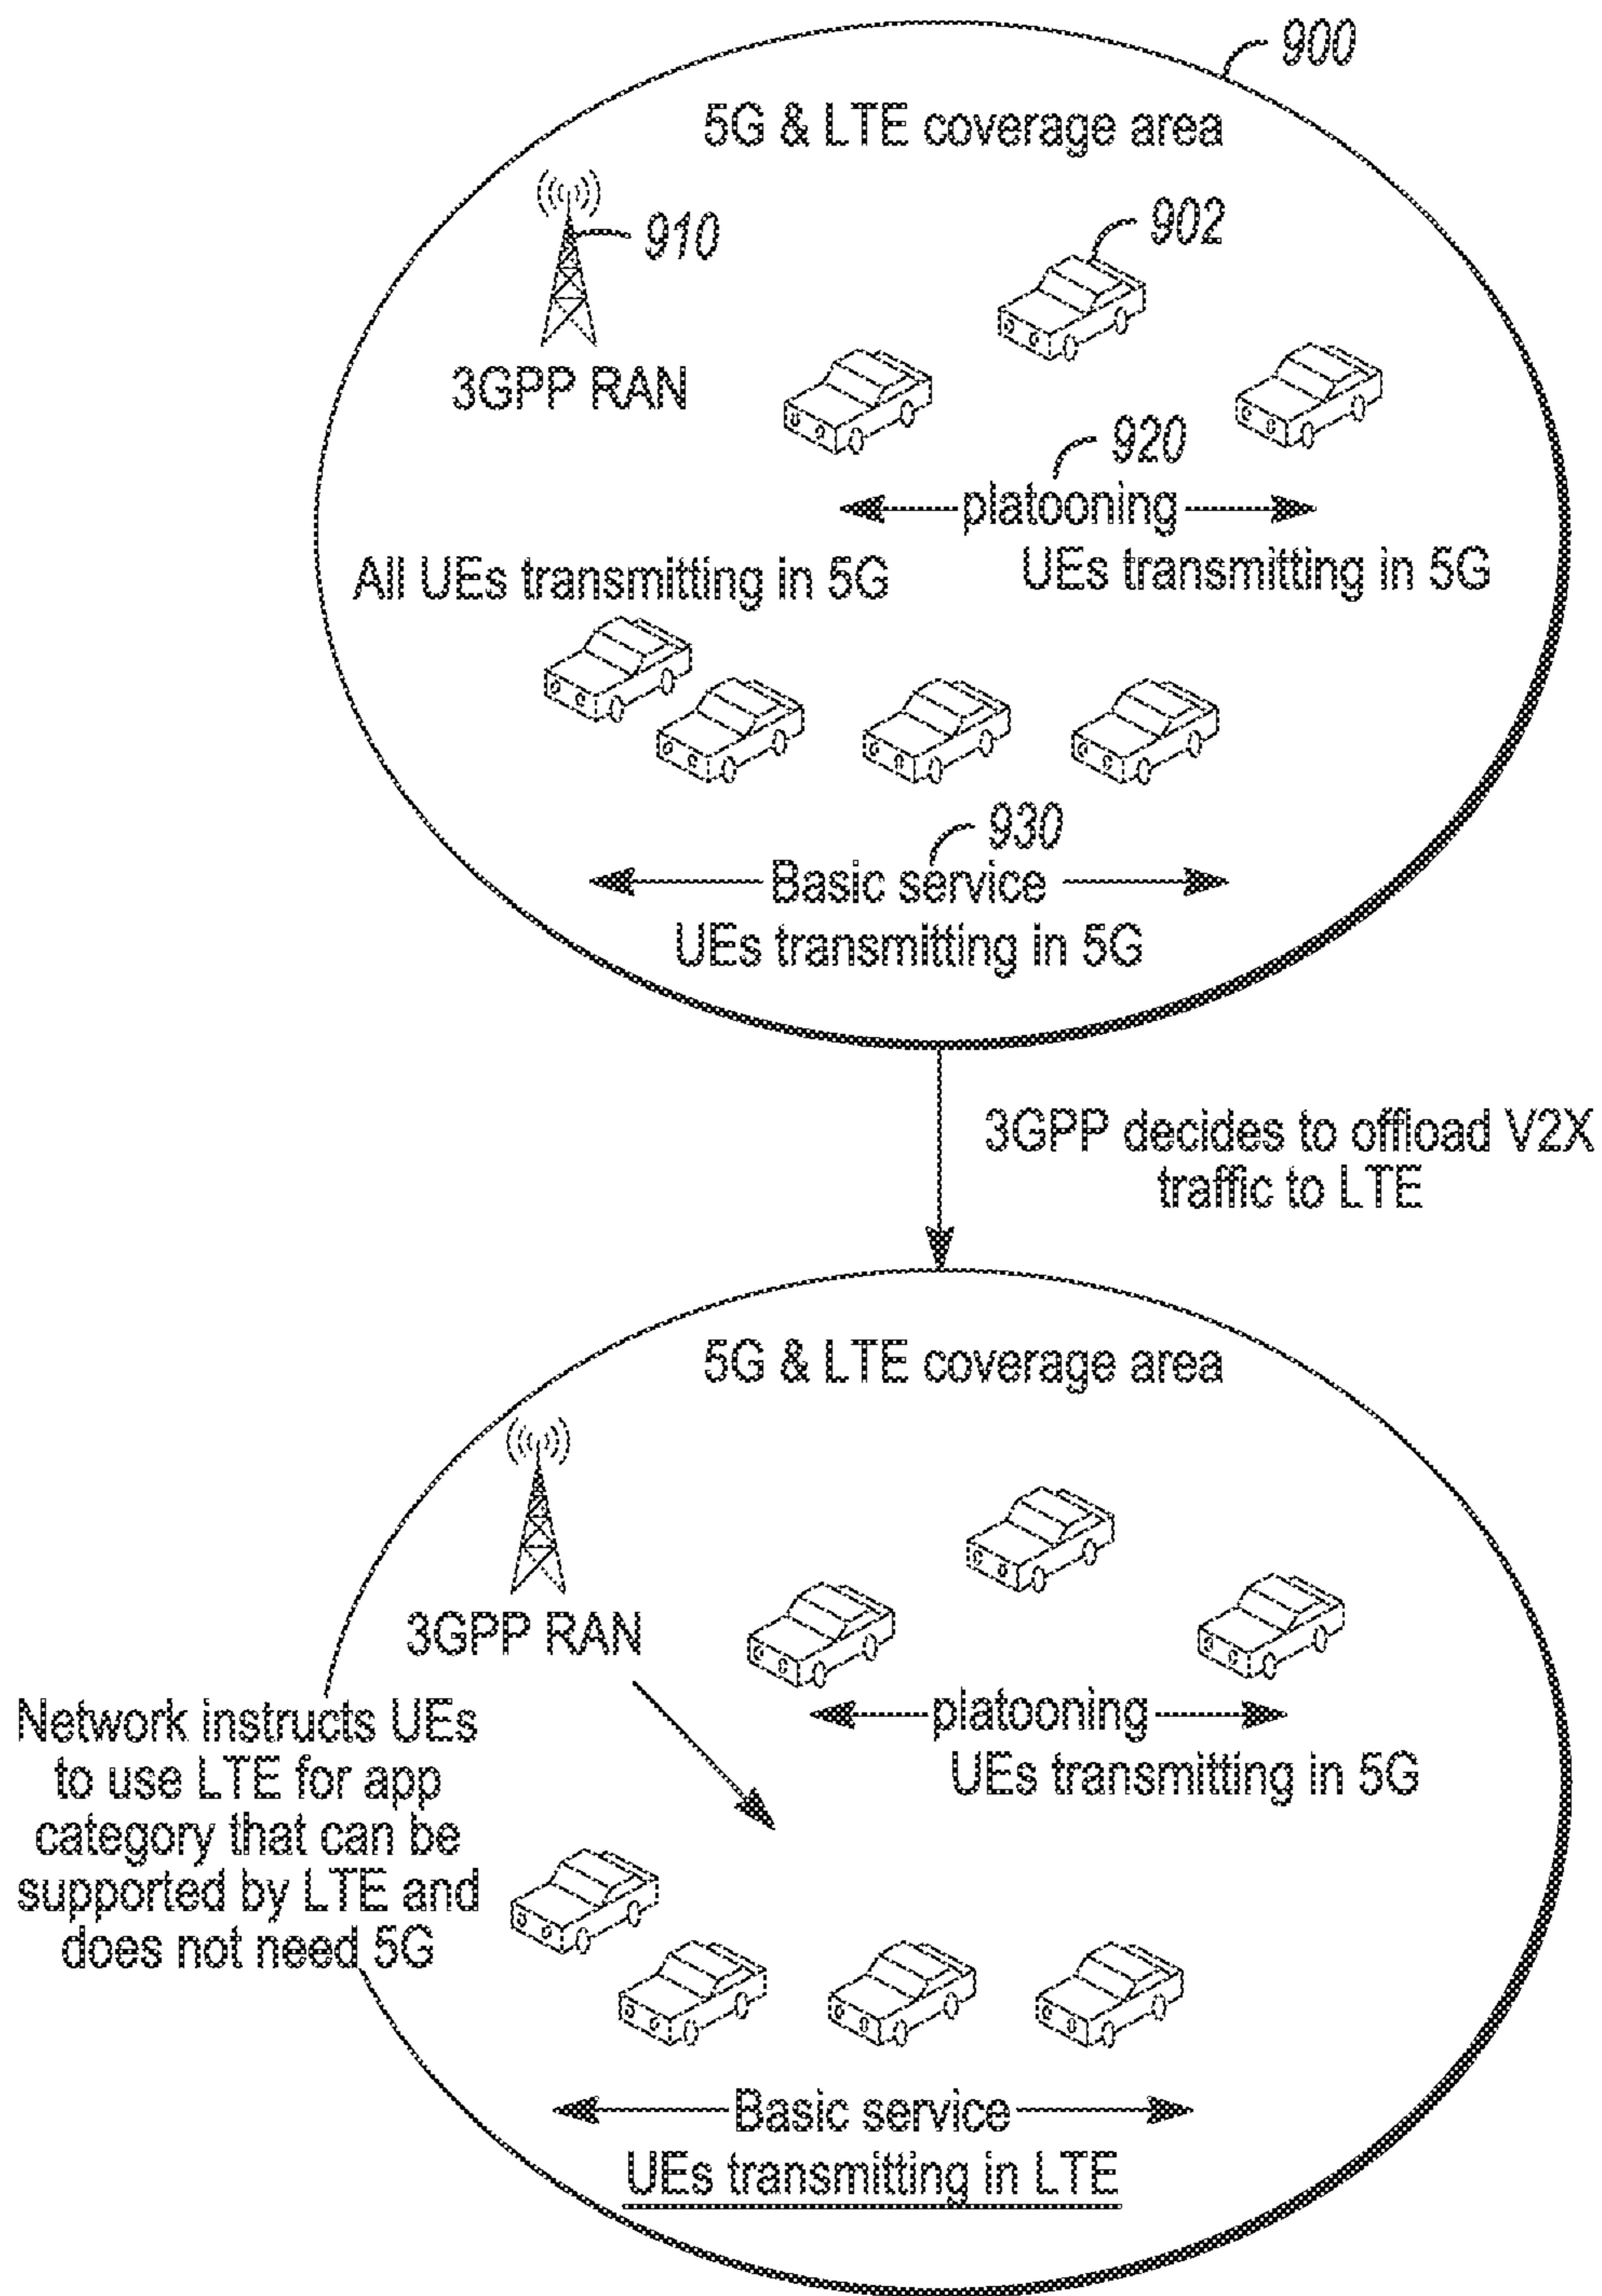 900
5G & LTE coverage area
902
910
3GPP RAN
920
platooning
All UEs transmitting in 5G
UEs transmitting in 5G
930
Basic service
UEs transmitting in 5G
3GPP decides to offload V2X
traffic to LTE
5G & LTE coverage area
3GPP RAN
platooning
UEs transmitting in 5G
Network instructs UEs
to use LTE for app
category that can be
supported by LTE and
does not need 5G
Basic service
UEs transmitting in LTE